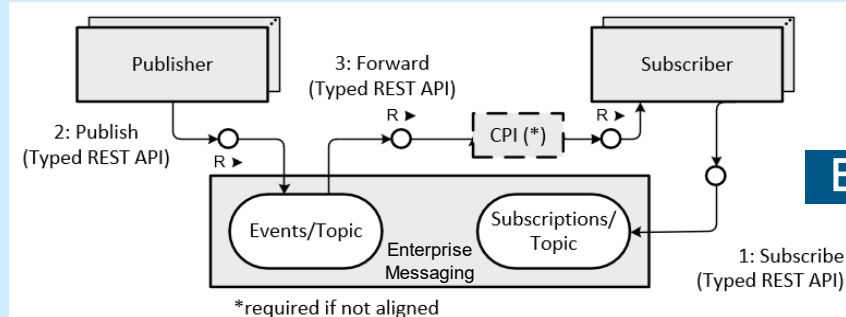 Publisher
3: Forward
(Typed REST API)
Subscriber
2: Publish
(Typed REST API)
R ►
R ►
CPI (*)
R ►
Events/Topic
Enterprise
Messaging
Subscriptions/
Topic
E
1: Subscribe
(Typed REST API)
*required if not aligned